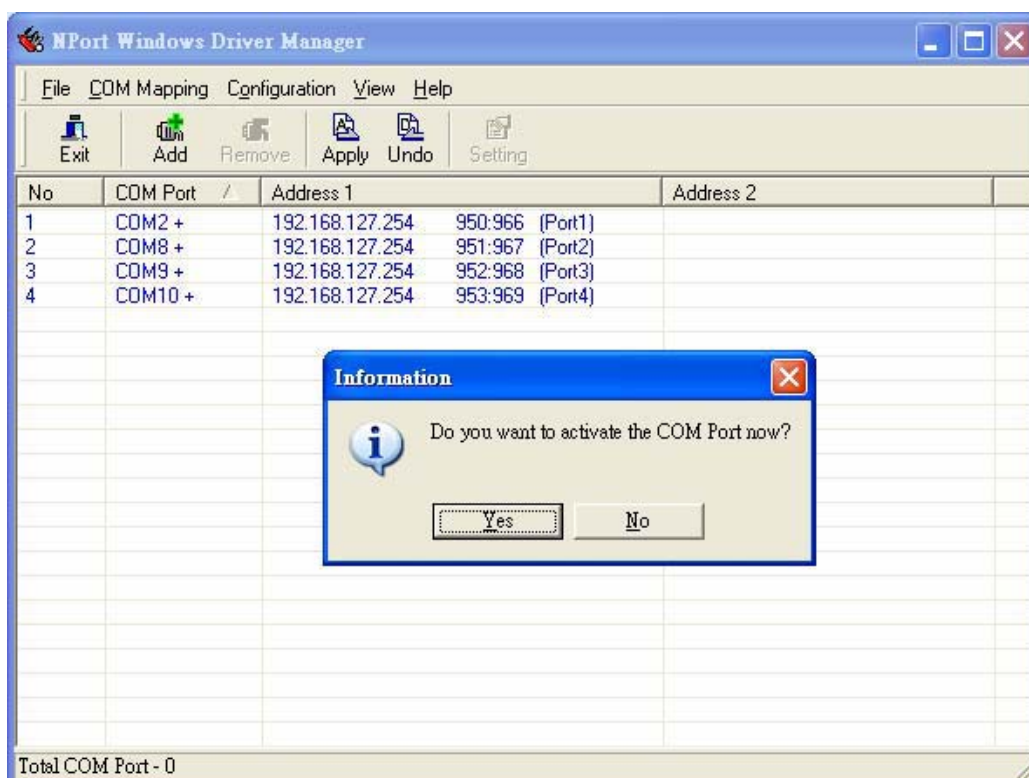 NPort Windows Driver Manager
File COM Mapping Configuration View Help
Exit Add Remove Apply Undo Setting
No COM Port Address 1 Address 2
1 COM2 + 192.168.127.254 950:966 (Port1)
2 COM8 + 192.168.127.254 951:967 (Port2)
3 COM9 + 192.168.127.254 952:968 (Port3)
4 COM10 + 192.168.127.254 953:969 (Port4)
Information
Do you want to activate the COM Port now?
Yes No
Total COM Port - 0